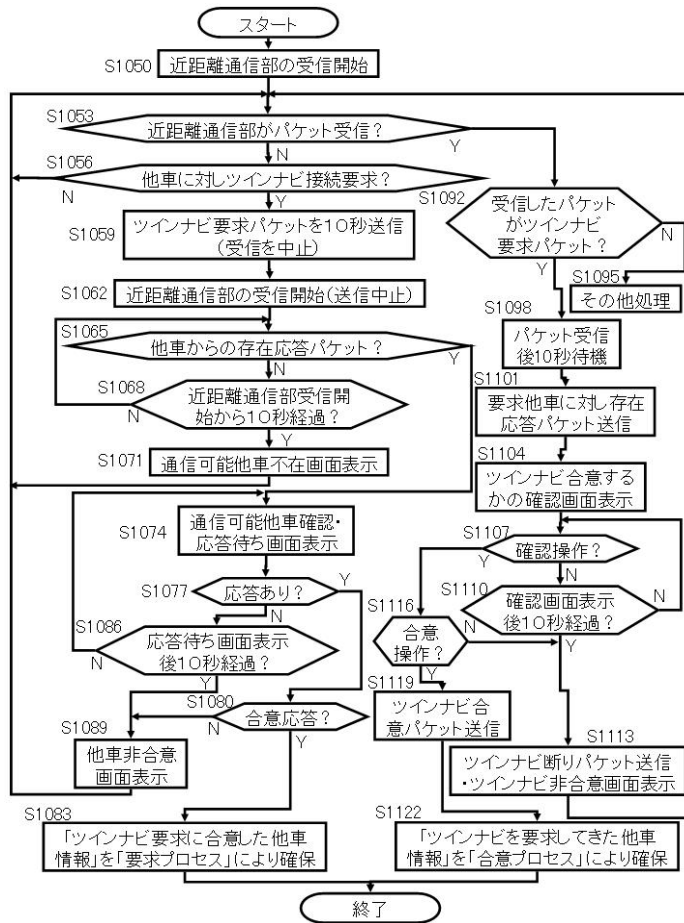 スタート
S1050
近距離通信部の受信開始
S1053
近距離通信部がパケット受信？
N
Y
S1056
他車に対しツインナビ接続要求？
N
Y
S1059
ツインナビ要求パケットを１０秒送信
（受信を中止）
S1062
近距離通信部の受信開始（送信中止）
S1065
他車からの存在応答パケット？
Y
N
S1068
近距離通信部受信開
始から１０秒経過？
N
Y
S1071
通信可能他車不在画面表示
S1074
通信可能他車確認・
応答待ち画面表示
S1077
応答あり？
Y
N
S1086
応答待ち画面表示
後１０秒経過？
N
Y
S1080
合意応答？
N
Y
S1089
他車非合意
画面表示
S1083
「ツインナビ要求に合意した他車
情報」を「要求プロセス」により確保
S1092
受信したパケット
がツインナビ
要求パケット？
N
Y
S1095
その他処理
S1098
パケット受信
後10秒待機
S1101
要求他車に対し存在
応答パケット送信
S1104
ツインナビ合意する
かの確認画面表示
S1107
確認操作？
Y
N
S1110
確認画面表示
後１０秒経過？
N
Y
S1116
合意
操作？
N
Y
S1119
ツインナビ合
意パケット送信
S1113
ツインナビ断りパケット送信
・ツインナビ非合意画面表示
S1122
「ツインナビを要求してきた他車
情報」を「合意プロセス」により確保
終了